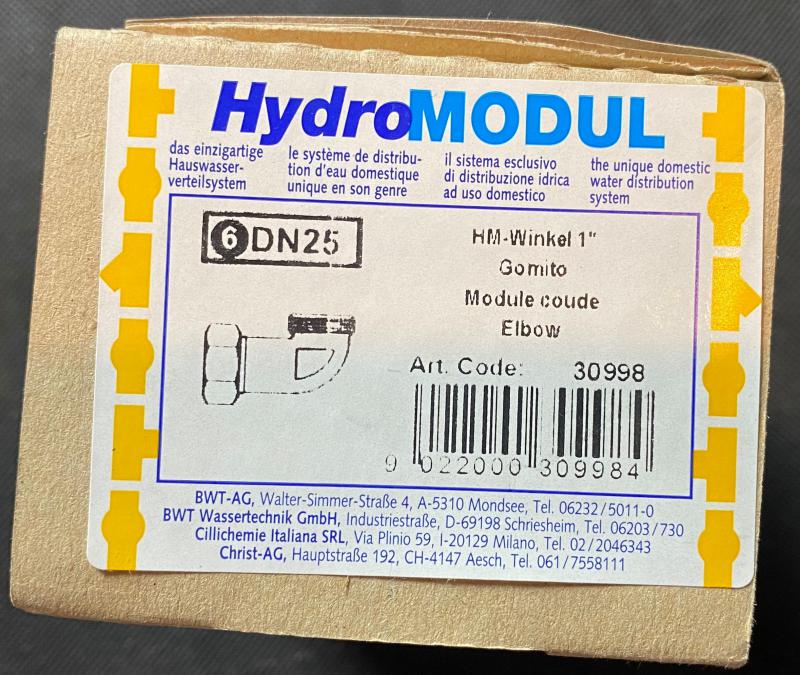 HydroMODUL
das einzigartige
Hauswasser-
verteilsystem
le système de distribu-
tion d'eau domestique
unique en son genre
il sistema esclusivo
di distribuzione idrica
ad uso domestico
the unique domestic
water distribution
system
6 DN25
HM-Winkel 1"
Gomito
Module coude
Elbow
Art. Code: 30998
9 022000 309984
BWT-AG, Walter-Simmer-Straße 4, A-5310 Mondsee, Tel. 06232/5011-0
BWT Wassertechnik GmbH, Industriestraße, D-69198 Schriesheim, Tel. 06203/730
Cillichemie Italiana SRL, Via Plinio 59, I-20129 Milano, Tel. 02/2046343
Christ-AG, Hauptstraße 192, CH-4147 Aesch, Tel. 061/7558111